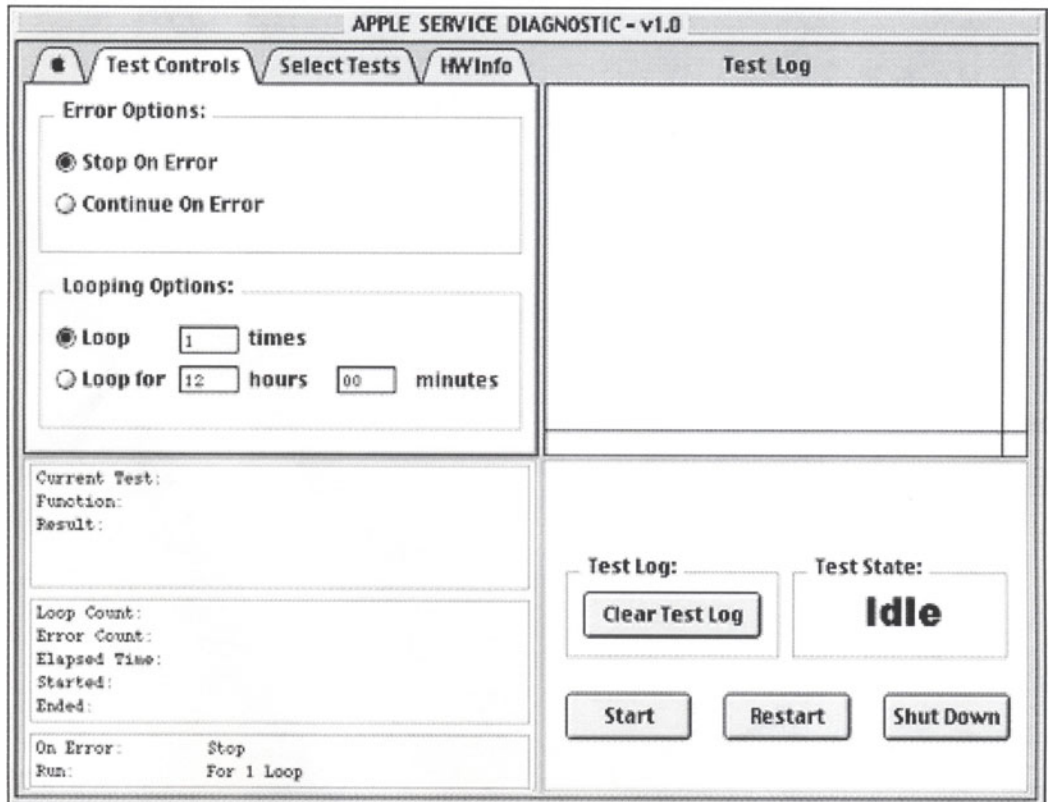 APPLE SERVICE DIAGNOSTIC - v1.0
Test Controls
Select Tests
HW Info
Test Log
Error Options:
Stop On Error
Continue On Error
Looping Options:
Loop 1 times
Loop for 12 hours 00 minutes
Current Test:
Function:
Result:
Loop Count:
Error Count:
Elapsed Time:
Started:
Ended:
On Error: Stop
Run: For 1 Loop
Test Log:
Clear Test Log
Test State:
Idle
Start
Restart
Shut Down